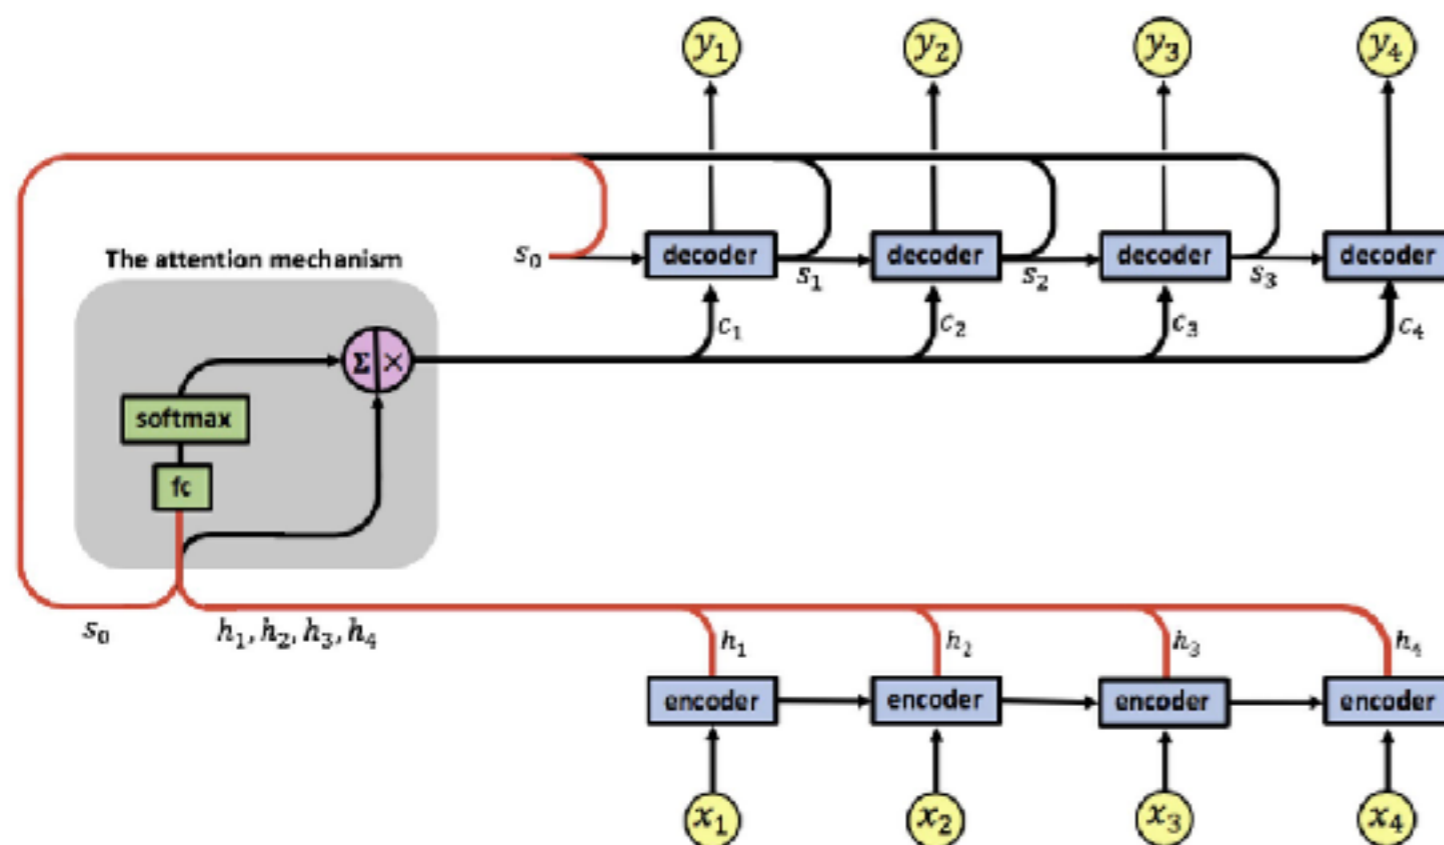 y₁ y₂ y₃ y₄
The attention mechanism
s₀ decoder s₁ decoder s₂ decoder s₃ decoder
c₁ c₂ c₃ c₄
Σ ×
softmax
fc
s₀ h₁, h₂, h₃, h₄ h₁ h₂ h₃ h₄
encoder encoder encoder encoder
x₁ x₂ x₃ x₄